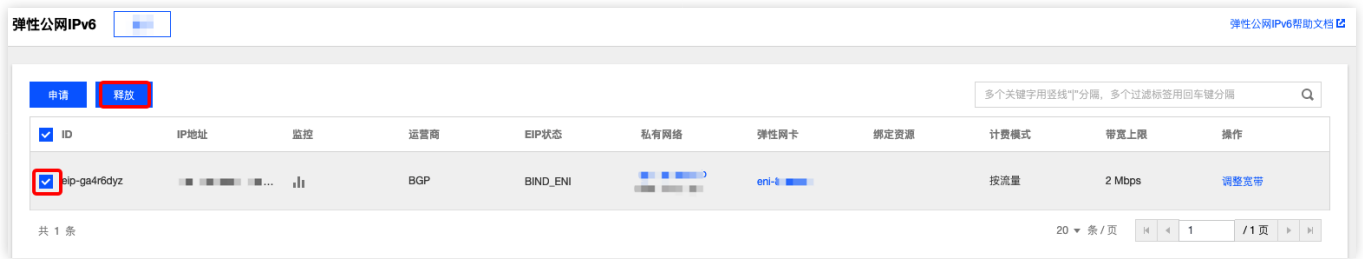 弹性公网IPv6
弹性公网IPv6帮助文档
申请 释放 多个关键字用竖线"|"分隔，多个过滤标签用回车键分隔
ID IP地址 监控 运营商 EIP状态 私有网络 弹性网卡 绑定资源 计费模式 带宽上限 操作
eip-ga4r6dyz BGP BIND_ENI eni- 按流量 2 Mbps 调整宽带
共 1 条 20 条 / 页 1 / 1 页